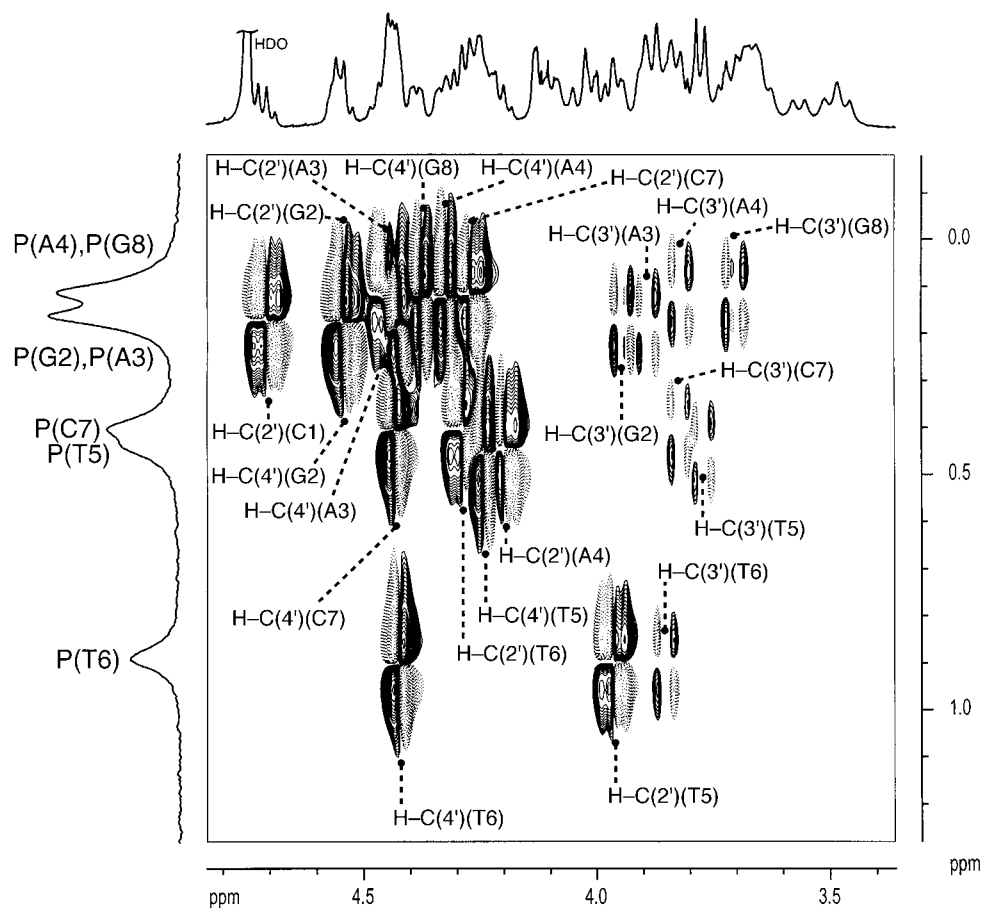 HDO
H–C(2')(A3)
H–C(4')(G8)
H–C(4')(A4)
H–C(2')(C7)
H–C(2')(G2)
H–C(3')(A4)
H–C(3')(A3)
H–C(3')(G8)
P(A4),P(G8)
0.0
P(G2),P(A3)
H–C(3')(C7)
H–C(2')(C1)
H–C(3')(G2)
P(C7)
P(T5)
H–C(4')(G2)
0.5
H–C(4')(A3)
H–C(3')(T5)
H–C(2')(A4)
H–C(3')(T6)
H–C(4')(C7)
H–C(4')(T5)
H–C(2')(T6)
P(T6)
1.0
H–C(2')(T5)
H–C(4')(T6)
ppm
ppm
4.5
4.0
3.5